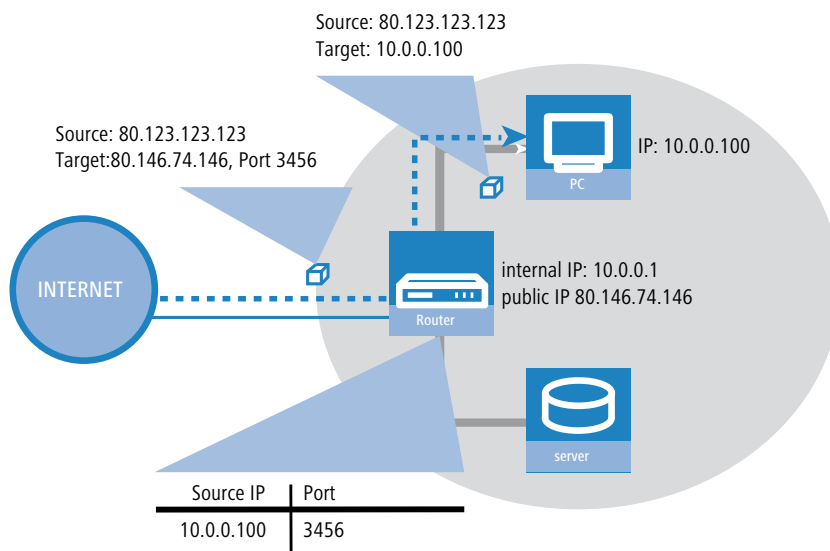 Source: 80.123.123.123
Target: 10.0.0.100
Source: 80.123.123.123
Target:80.146.74.146, Port 3456
IP: 10.0.0.100
PC
INTERNET
internal IP: 10.0.0.1
public IP 80.146.74.146
Router
server
Source IP Port
10.0.0.100 3456